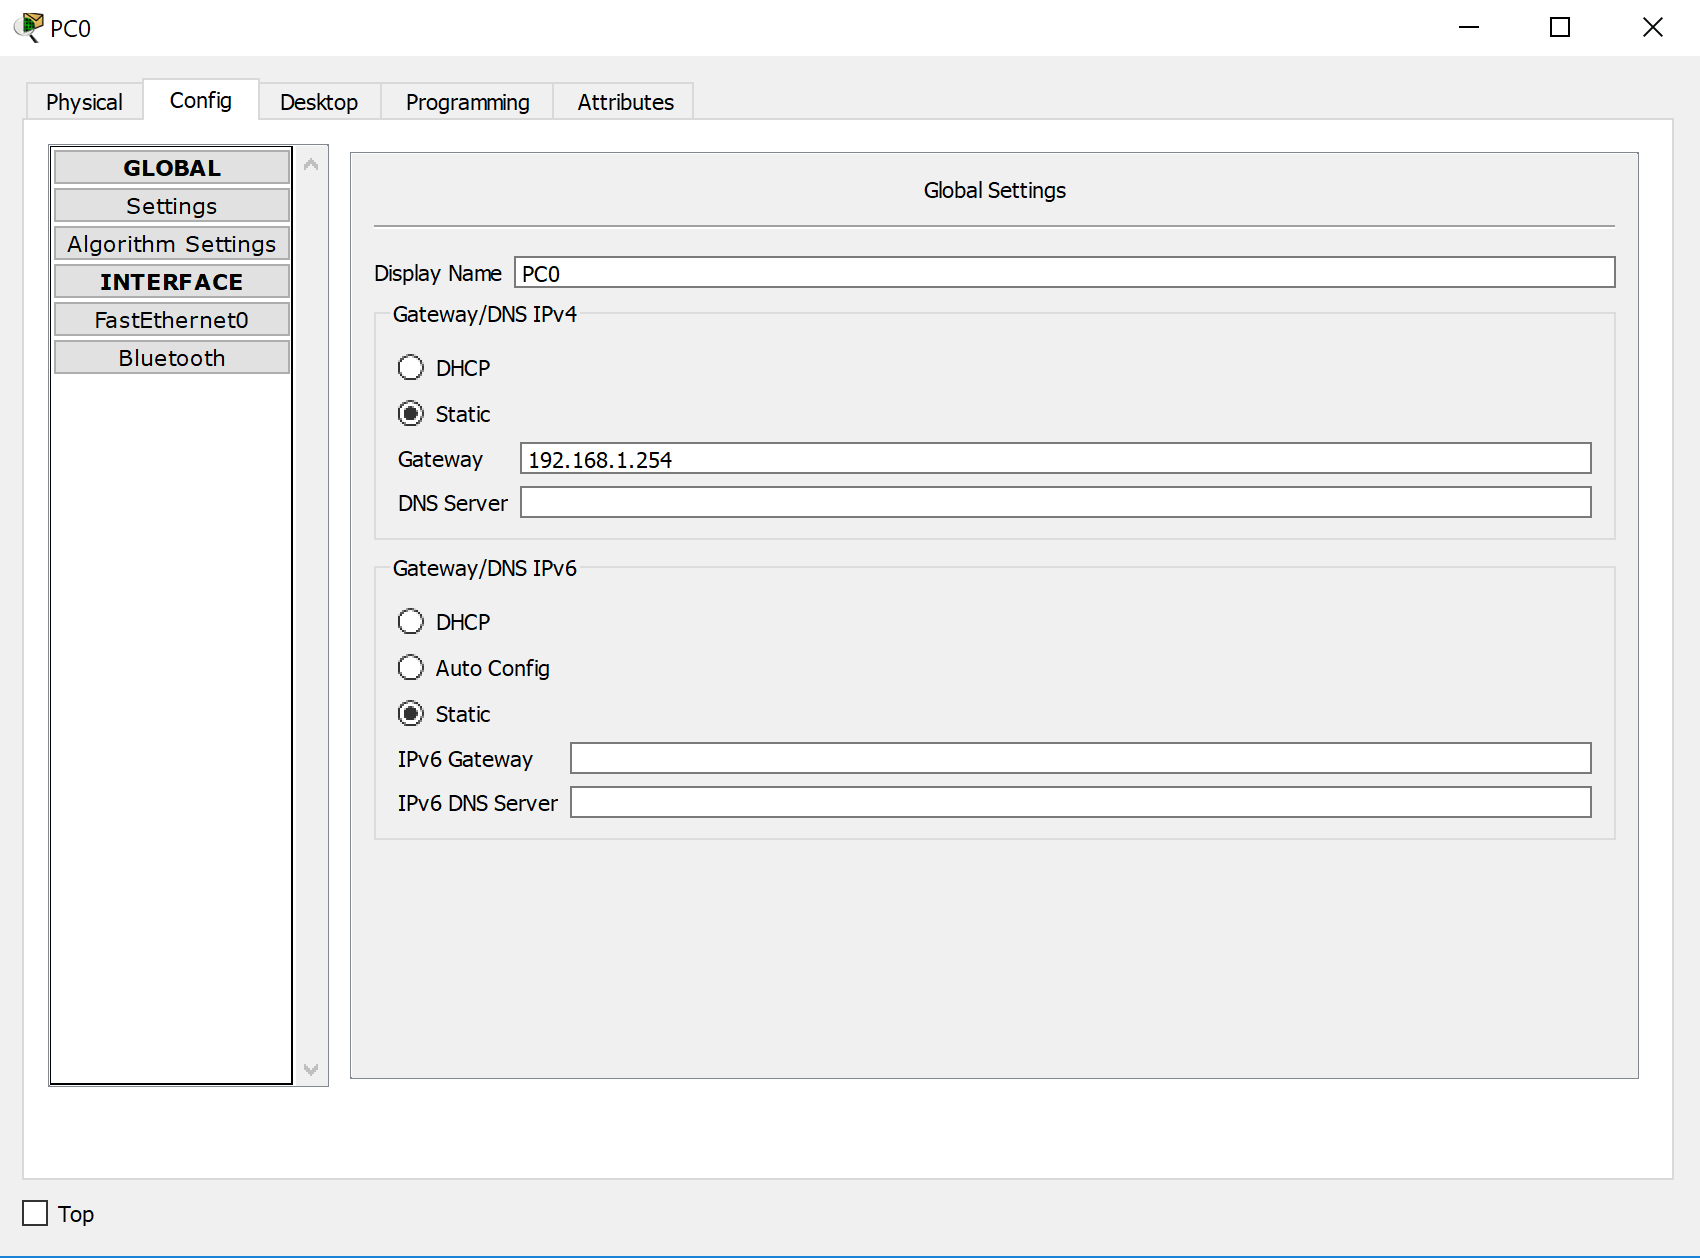 PC0
Physical Config Desktop Programming Attributes
GLOBAL
Settings
Algorithm Settings
INTERFACE
FastEthernet0
Bluetooth
Global Settings
Display Name PC0
Gateway/DNS IPv4
DHCP
Static
Gateway 192.168.1.254
DNS Server
Gateway/DNS IPv6
DHCP
Auto Config
Static
IPv6 Gateway
IPv6 DNS Server
Top